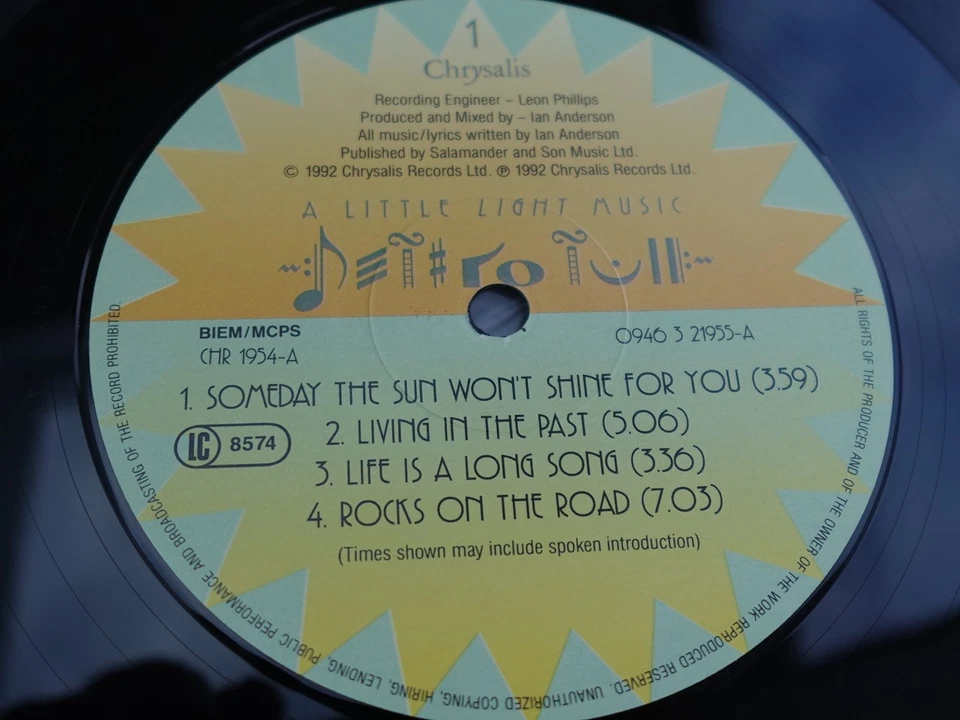 1
Chrysalis
Recording Engineer – Leon Phillips
Produced and Mixed by – Ian Anderson
All music/lyrics written by Ian Anderson
Published by Salamander and Son Music Ltd.
© 1992 Chrysalis Records Ltd. ℗ 1992 Chrysalis Records Ltd.
A LITTLE LIGHT MUSIC
JETHRO TULL
BIEM/MCPS
CHR 1954-A
0946 3 21955-A
1. SOMEDAY THE SUN WON'T SHINE FOR YOU (3.59)
2. LIVING IN THE PAST (5.06)
LC 8574
3. LIFE IS A LONG SONG (3.36)
4. ROCKS ON THE ROAD (7.03)
(Times shown may include spoken introduction)
ALL RIGHTS OF THE PRODUCER AND OF THE OWNER OF THE WORK REPRODUCED RESERVED. UNAUTHORIZED COPYING, HIRING, LENDING, PUBLIC PERFORMANCE AND BROADCASTING OF THE RECORD PROHIBITED.